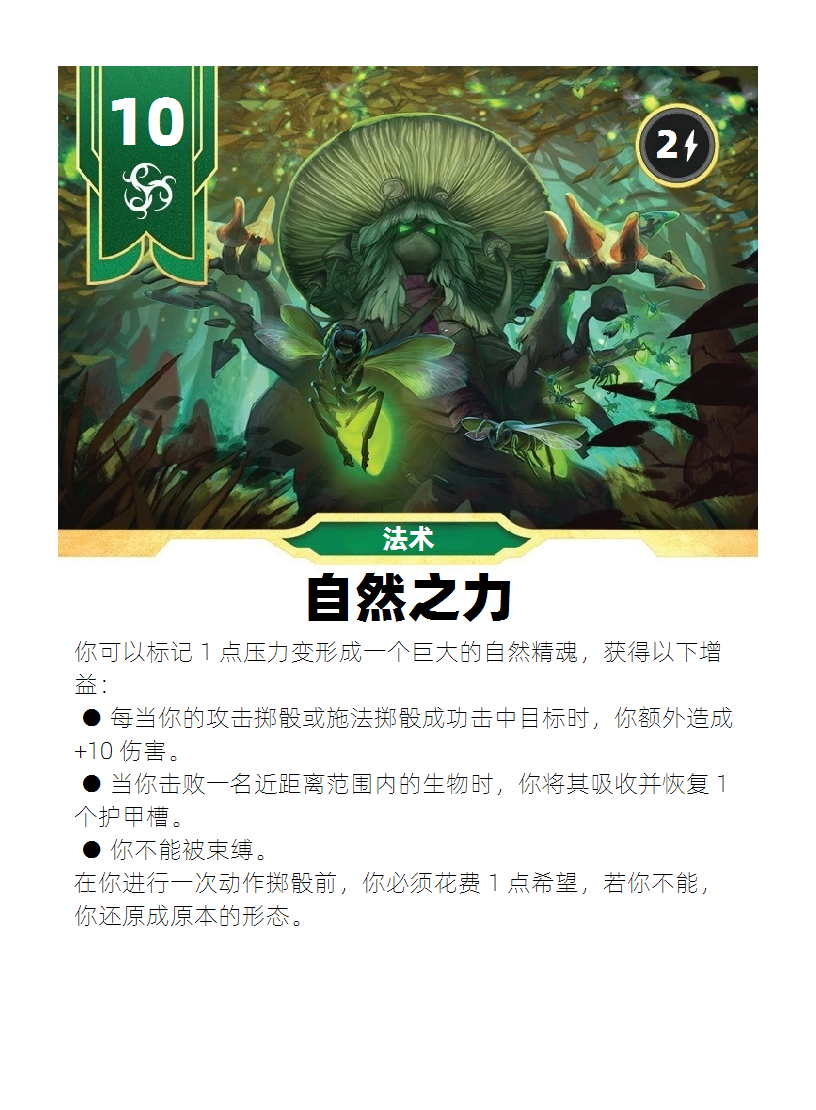 10
2
法术
自然之力
你可以标记 1 点压力变形成一个巨大的自然精魂，获得以下增
益：
● 每当你的攻击掷骰或施法掷骰成功击中目标时，你额外造成
+10 伤害。
● 当你击败一名近距离范围内的生物时，你将其吸收并恢复 1
个护甲槽。
● 你不能被束缚。
在你进行一次动作掷骰前，你必须花费 1 点希望，若你不能，
你还原成原本的形态。